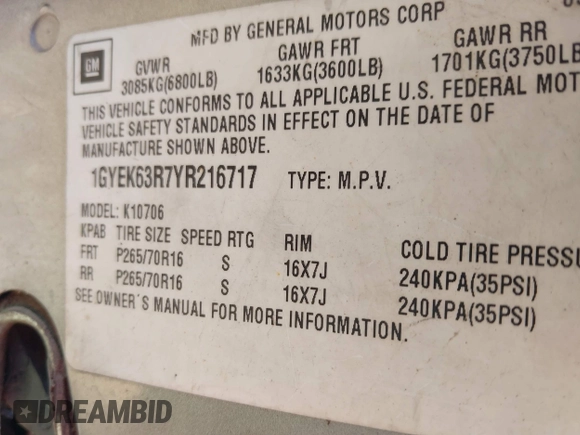 MFD BY GENERAL MOTORS CORP
GM
GVWR GAWR FRT GAWR RR
3085KG(6800LB) 1633KG(3600LB) 1701KG(3750LB
THIS VEHICLE CONFORMS TO ALL APPLICABLE U.S. FEDERAL MOT
VEHICLE SAFETY STANDARDS IN EFFECT ON THE DATE OF
MANUFACTURE SHOWN ABOVE.
1GYEK63R7YR216717 TYPE: M.P.V.
MODEL: K10706
KPAB TIRE SIZE SPEED RTG RIM COLD TIRE PRESSU
FRT P265/70R16 S 16X7J 240KPA(35PSI)
RR P265/70R16 S 16X7J 240KPA(35PSI)
SEE OWNER'S MANUAL FOR MORE INFORMATION.
DREAMBID